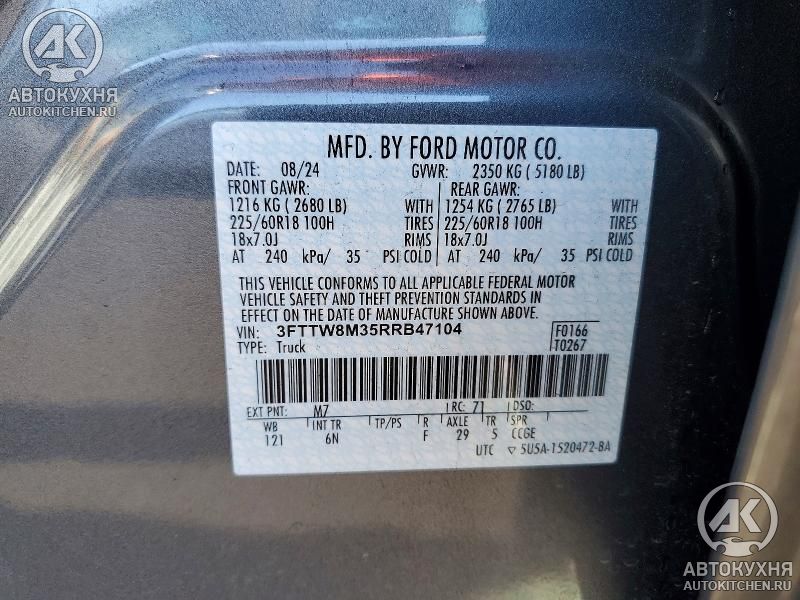 AK
АВТОКУХНЯ
AUTOKITCHEN.RU
MFD. BY FORD MOTOR CO.
DATE: 08/24 GVWR: 2350 KG ( 5180 LB)
FRONT GAWR: REAR GAWR:
1216 KG ( 2680 LB) WITH 1254 KG ( 2765 LB) WITH
225/60R18 100H TIRES 225/60R18 100H TIRES
18x7.0J RIMS 18x7.0J RIMS
AT 240 kPa/ 35 PSI COLD AT 240 kPa/ 35 PSI COLD
THIS VEHICLE CONFORMS TO ALL APPLICABLE FEDERAL MOTOR
VEHICLE SAFETY AND THEFT PREVENTION STANDARDS IN
EFFECT ON THE DATE OF MANUFACTURE SHOWN ABOVE.
VIN: 3FTTW8M35RRB47104 F0166
TYPE: Truck T0267
EXT PNT: M7 RC: 71 DSO:
WB INT TR TP/PS R AXLE TR SPR
121 6N F 29 5 CCGE
UTC ▽ 5U5A-1520472-BA
AK
АВТОКУХНЯ
AUTOKITCHEN.RU